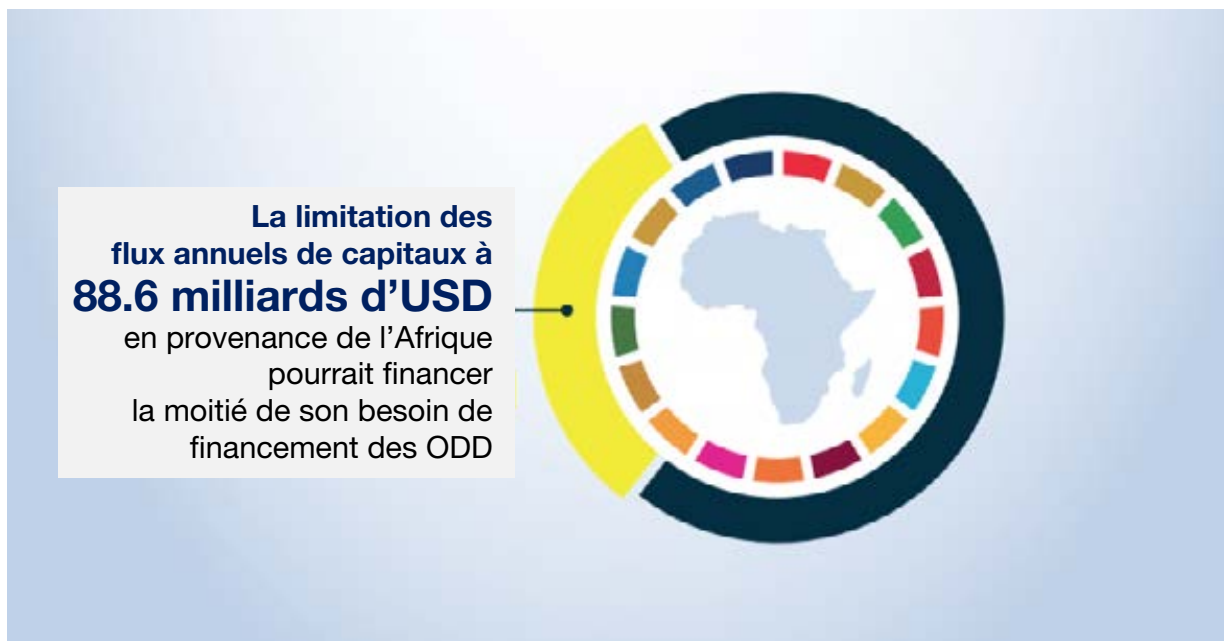 La limitation des
flux annuels de capitaux à
88.6 milliards d’USD
en provenance de l’Afrique
pourrait financer
la moitié de son besoin de
financement des ODD